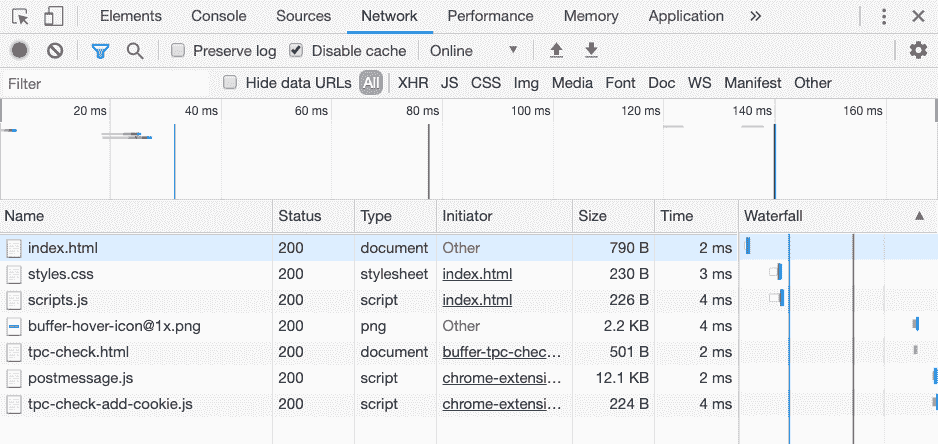 Elements Console Sources Network Performance Memory Application »
Preserve log Disable cache Online ▼
Filter Hide data URLs All XHR JS CSS Img Media Font Doc WS Manifest Other
20 ms 40 ms 60 ms 80 ms 100 ms 120 ms 140 ms 160 ms
Name Status Type Initiator Size Time Waterfall ▲
index.html 200 document Other 790 B 2 ms
styles.css 200 stylesheet index.html 230 B 3 ms
scripts.js 200 script index.html 226 B 4 ms
buffer-hover-icon@1x.png 200 png Other 2.2 KB 4 ms
tpc-check.html 200 document buffer-tpc-chec... 501 B 2 ms
postmessage.js 200 script chrome-extensi... 12.1 KB 2 ms
tpc-check-add-cookie.js 200 script chrome-extensi... 224 B 4 ms